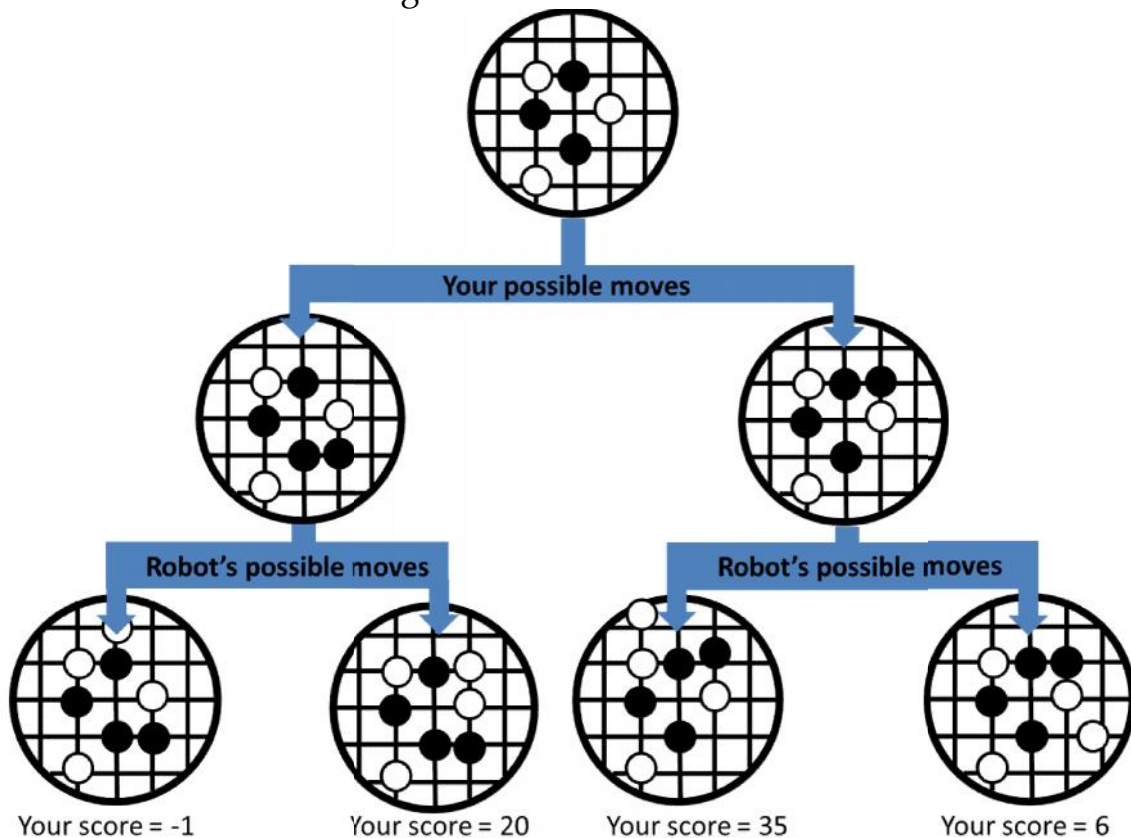 Your possible moves
Robot's possible moves
Robot's possible moves
Your score = -1
Your score = 20
Your score = 35
Your score = 6